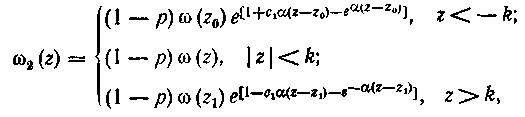 (1 − p) ω (z₀) e^{[1+c₁α(z−z₀)−e^{α(z−z₀)}]}, z < − k;
ω₂ (z) = { (1 − p) ω (z), | z | < k;
(1 − p) ω (z₁) e^{[1−c₁α(z−z₁)−e^{−α(z−z₁)}]}, z > k,